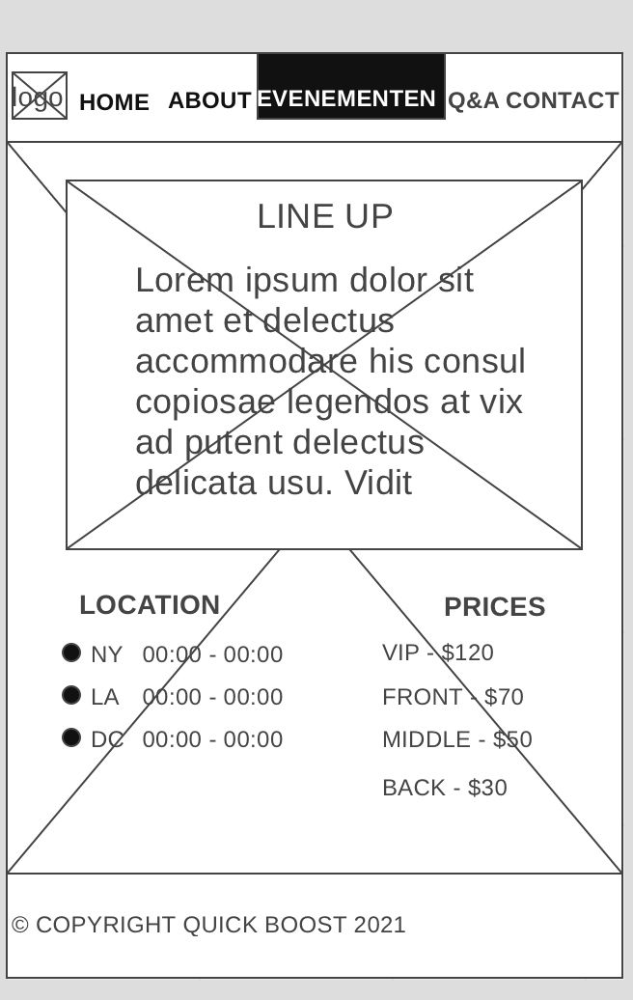 logo HOME ABOUT EVENEMENTEN Q&A CONTACT
LINE UP
Lorem ipsum dolor sit
amet et delectus
accommodare his consul
copiosae legendos at vix
ad putent delectus
delicata usu. Vidit
LOCATION
NY 00:00 - 00:00
LA 00:00 - 00:00
DC 00:00 - 00:00
PRICES
VIP - $120
FRONT - $70
MIDDLE - $50
BACK - $30
© COPYRIGHT QUICK BOOST 2021